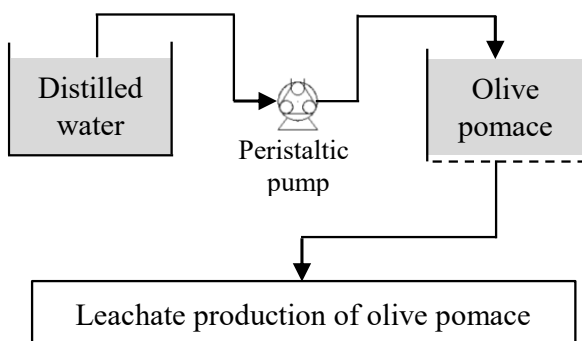 Distilled
water
Peristaltic
pump
Olive
pomace
Leachate production of olive pomace